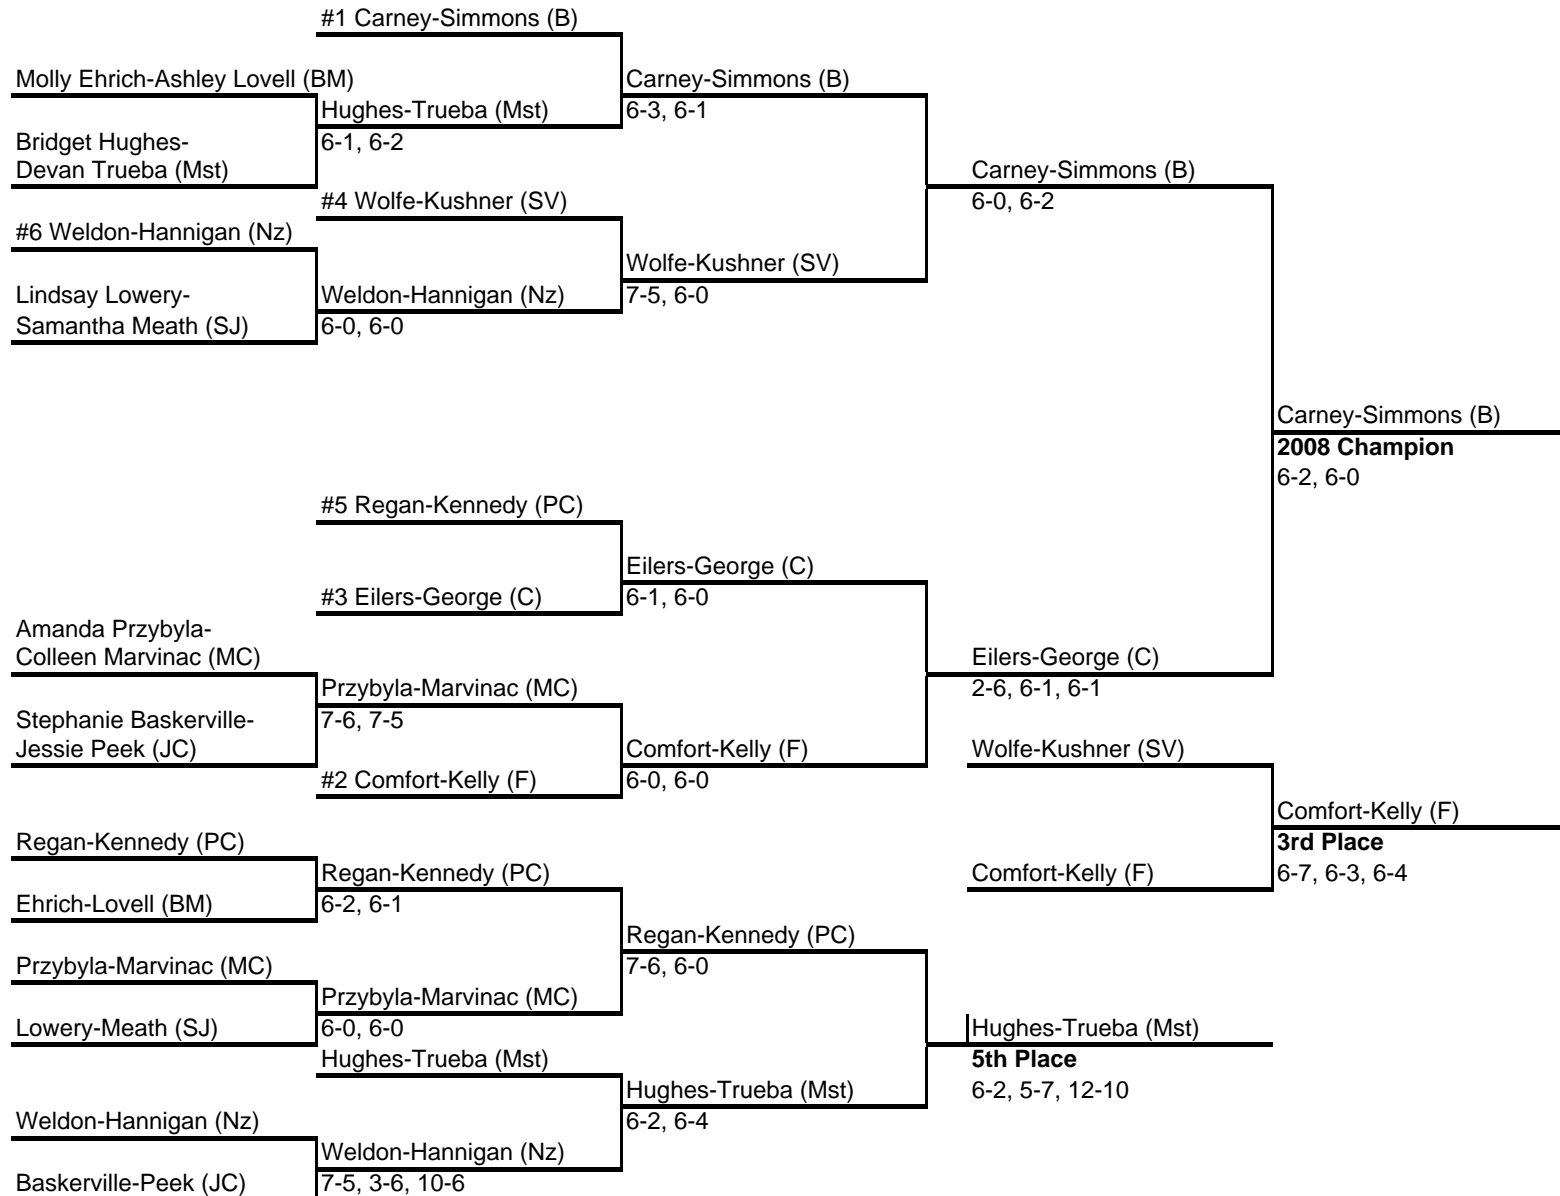 #1 Carney-Simmons (B)
Molly Ehrich-Ashley Lovell (BM)
Carney-Simmons (B)
Hughes-Trueba (Mst)
6-3, 6-1
Bridget Hughes-
Devan Trueba (Mst)
6-1, 6-2
Carney-Simmons (B)
6-0, 6-2
#4 Wolfe-Kushner (SV)
#6 Weldon-Hannigan (Nz)
Wolfe-Kushner (SV)
7-5, 6-0
Lindsay Lowery-
Samantha Meath (SJ)
Weldon-Hannigan (Nz)
6-0, 6-0
Carney-Simmons (B)
2008 Champion
6-2, 6-0
#5 Regan-Kennedy (PC)
Eilers-George (C)
6-1, 6-0
#3 Eilers-George (C)
Amanda Przybyla-
Colleen Marvinac (MC)
Eilers-George (C)
2-6, 6-1, 6-1
Przybyla-Marvinac (MC)
7-6, 7-5
Stephanie Baskerville-
Jessie Peek (JC)
Comfort-Kelly (F)
6-0, 6-0
Wolfe-Kushner (SV)
#2 Comfort-Kelly (F)
Comfort-Kelly (F)
3rd Place
6-7, 6-3, 6-4
Regan-Kennedy (PC)
Regan-Kennedy (PC)
6-2, 6-1
Comfort-Kelly (F)
Ehrich-Lovell (BM)
Regan-Kennedy (PC)
7-6, 6-0
Przybyla-Marvinac (MC)
Przybyla-Marvinac (MC)
6-0, 6-0
Lowery-Meath (SJ)
Hughes-Trueba (Mst)
5th Place
6-2, 5-7, 12-10
Hughes-Trueba (Mst)
Hughes-Trueba (Mst)
6-2, 6-4
Weldon-Hannigan (Nz)
Weldon-Hannigan (Nz)
7-5, 3-6, 10-6
Baskerville-Peek (JC)